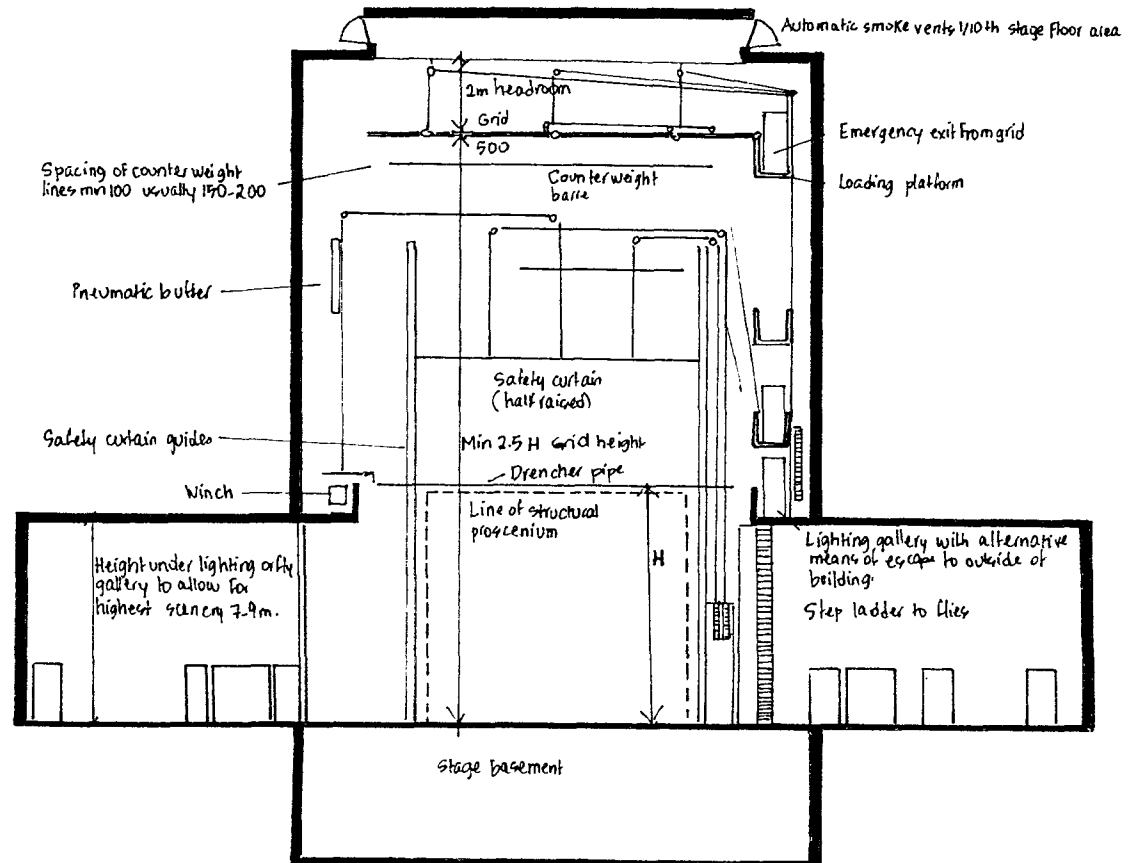 Automatic smoke vents 1/10th stage floor area
2m headroom
Grid
500
Emergency exit from grid
Spacing of counter weight
lines min 100 usually 150-200
Counterweight
barre
Loading platform
Pneumatic buffer
Safety curtain
(half raised)
Safety curtain guides
Min 2.5 H Grid height
Drencher pipe
Winch
Line of structural
proscenium
H
Height under lighting or fly
gallery to allow for
highest scenery 7-9m.
Lighting gallery with alternative
means of escape to outside of
building.
Step ladder to flies
Stage basement